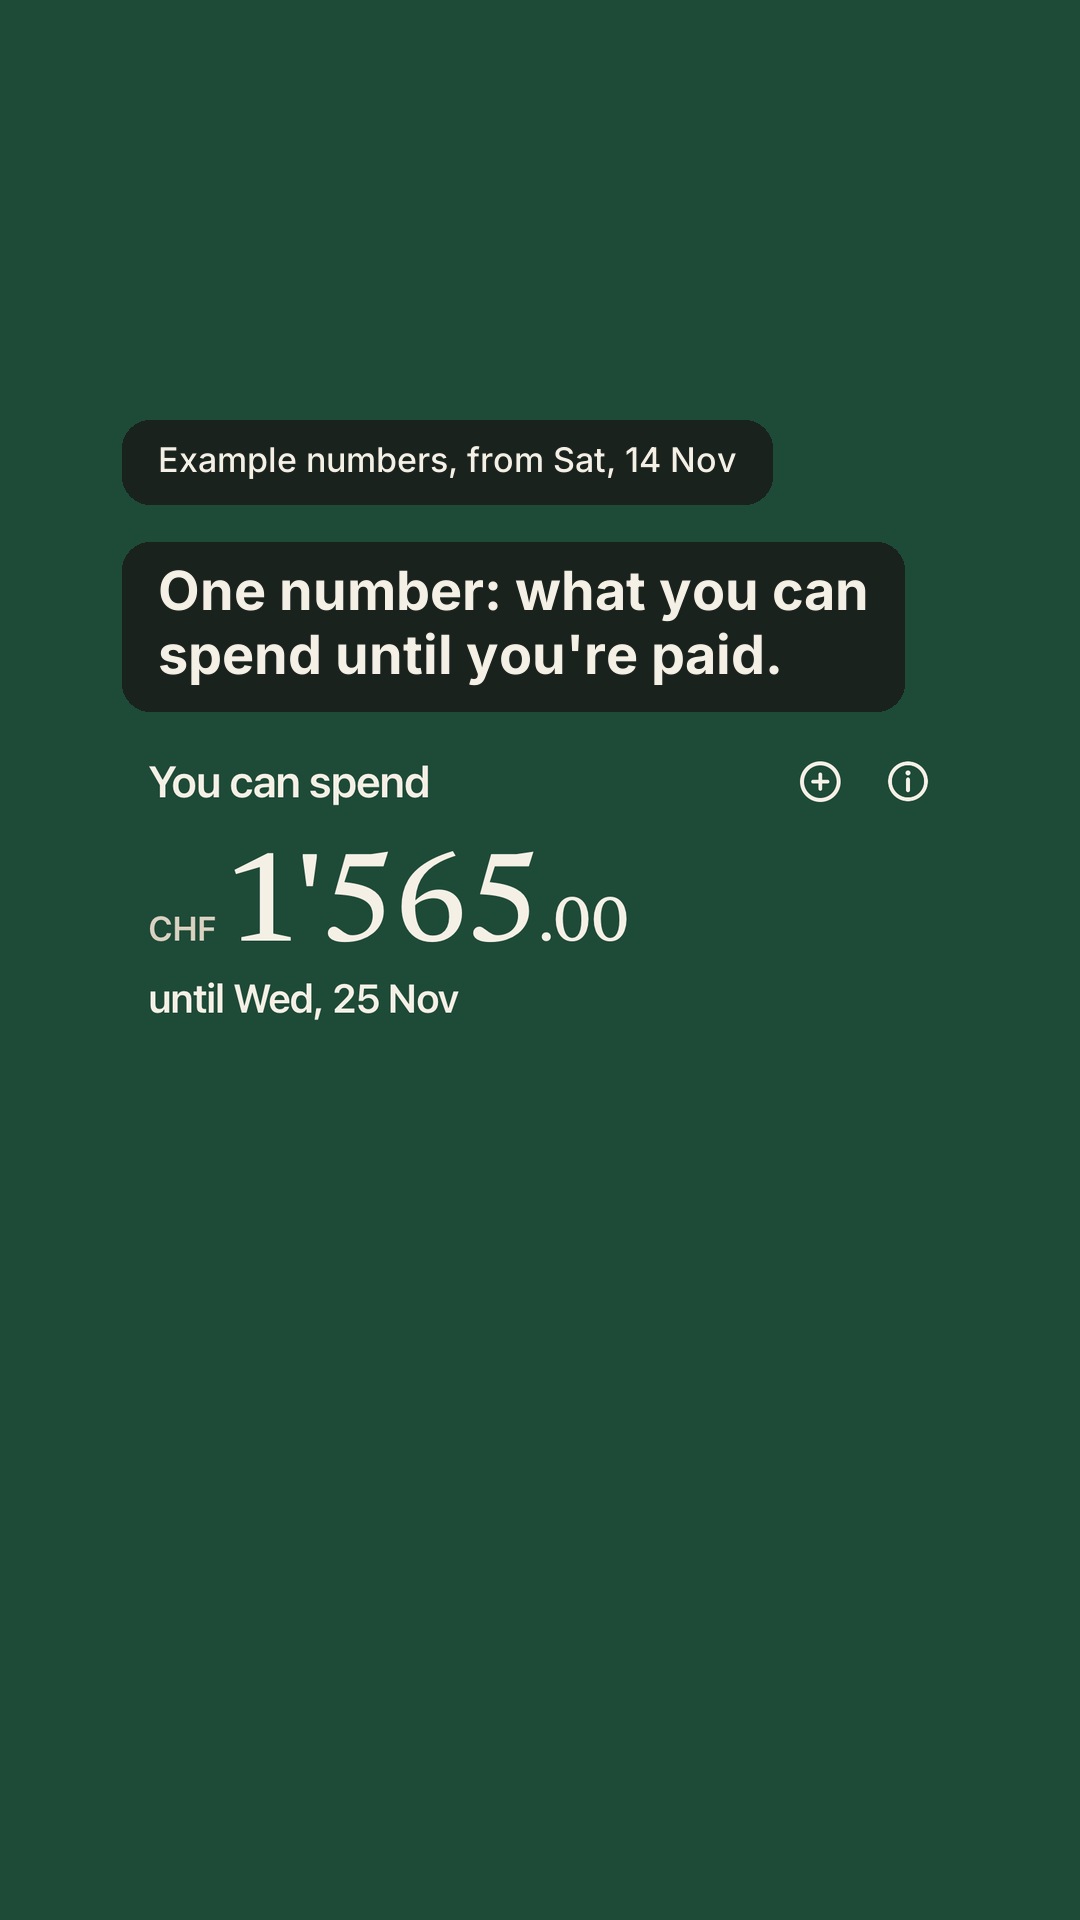 Example numbers, from Sat, 14 Nov
One number: what you can
spend until you're paid.
You can spend
CHF 1'565.00
until Wed, 25 Nov